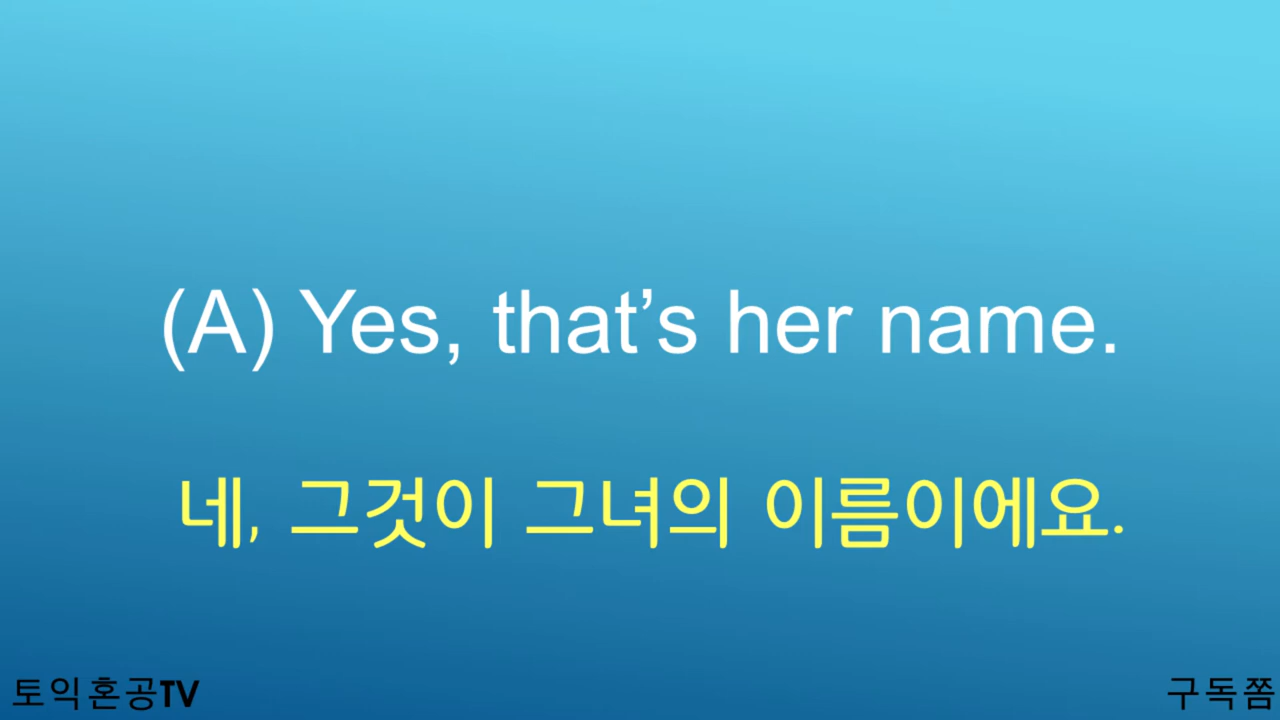 (A) Yes, that’s her name.
네, 그것이 그녀의 이름이에요.
토익혼공TV
구독쫌